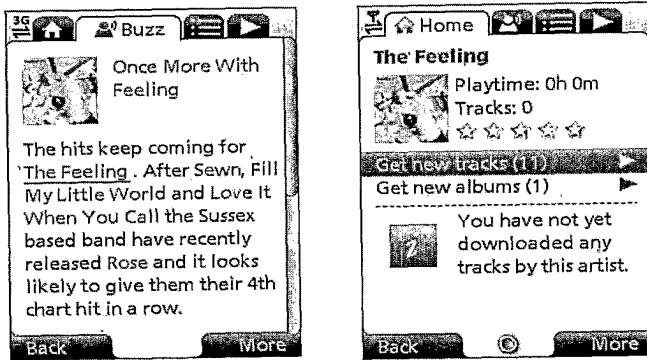 3G
Buzz
Once More With
Feeling
The hits keep coming for
The Feeling . After Sewn, Fill
My Little World and Love It
When You Call the Sussex
based band have recently
released Rose and it looks
likely to give them their 4th
chart hit in a row.
Back
More
Home
The Feeling
Playtime: 0h 0m
Tracks: 0
Get new tracks (11)
Get new albums (1)
You have not yet
downloaded any
tracks by this artist.
Back
More